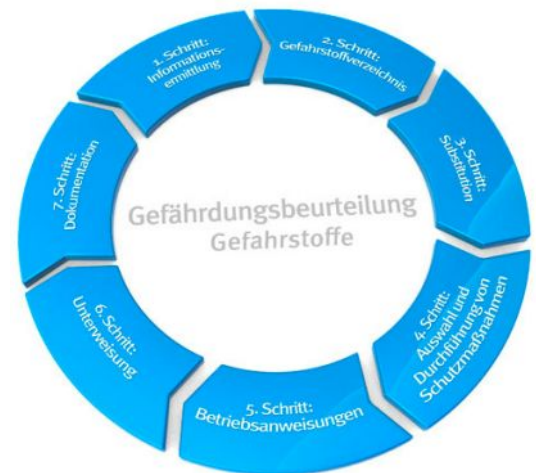 1. Schritt:
Informations-
ermittlung
2. Schritt:
Gefahrstoffverzeichnis
3. Schritt:
Substitution
4. Schritt:
Auswahl und
Durchführung von
Schutzmaßnahmen
5. Schritt:
Betriebsanweisungen
6. Schritt:
Unterweisung
7. Schritt:
Dokumentation
Gefährdungsbeurteilung
Gefahrstoffe